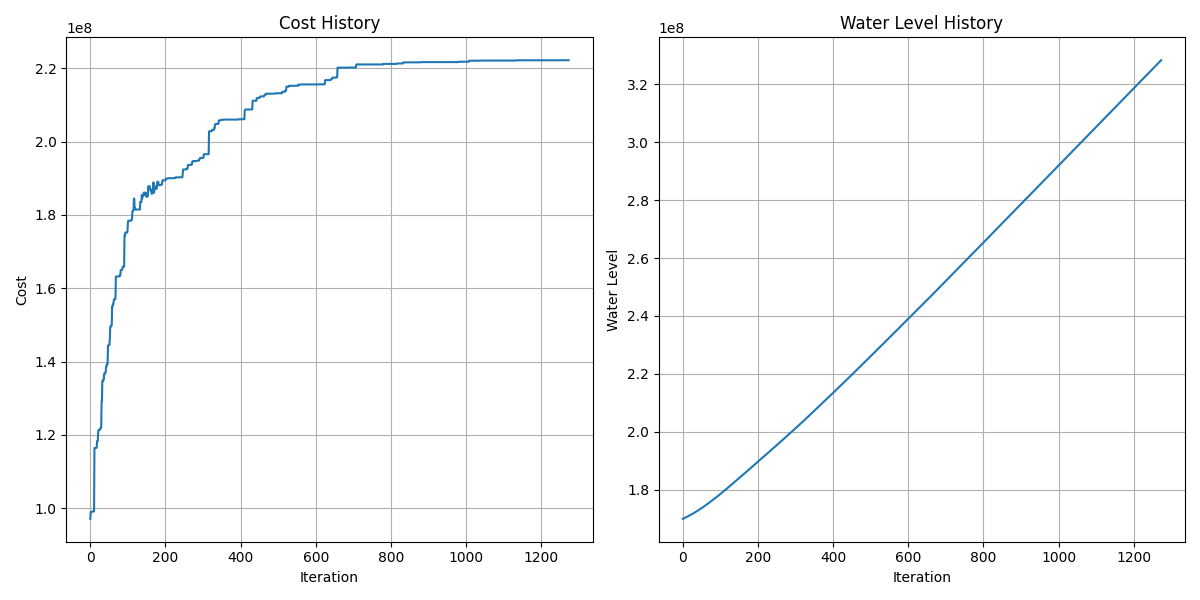 Cost History
1e8
2.2
2.0
1.8
1.6
1.4
1.2
1.0
Cost
0 200 400 600 800 1000 1200
Iteration
Water Level History
1e8
3.2
3.0
2.8
2.6
2.4
2.2
2.0
1.8
Water Level
0 200 400 600 800 1000 1200
Iteration